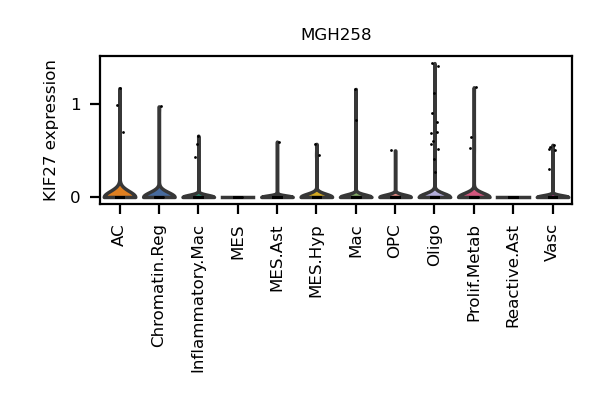 MGH258
KIF27 expression
1
0
AC
Chromatin.Reg
Inflammatory.Mac
MES
MES.Ast
MES.Hyp
Mac
OPC
Oligo
Prolif.Metab
Reactive.Ast
Vasc